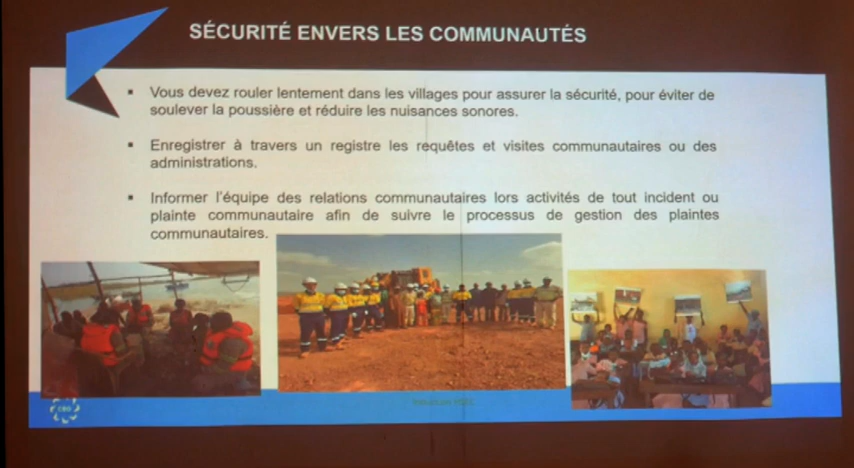 SÉCURITÉ ENVERS LES COMMUNAUTÉS
▪ Vous devez rouler lentement dans les villages pour assurer la sécurité, pour éviter de
soulever la poussière et réduire les nuisances sonores.
▪ Enregistrer à travers un registre les requêtes et visites communautaires ou des
administrations.
▪ Informer l'équipe des relations communautaires lors activités de tout incident ou
plainte communautaire afin de suivre le processus de gestion des plaintes
communautaires.
CBG